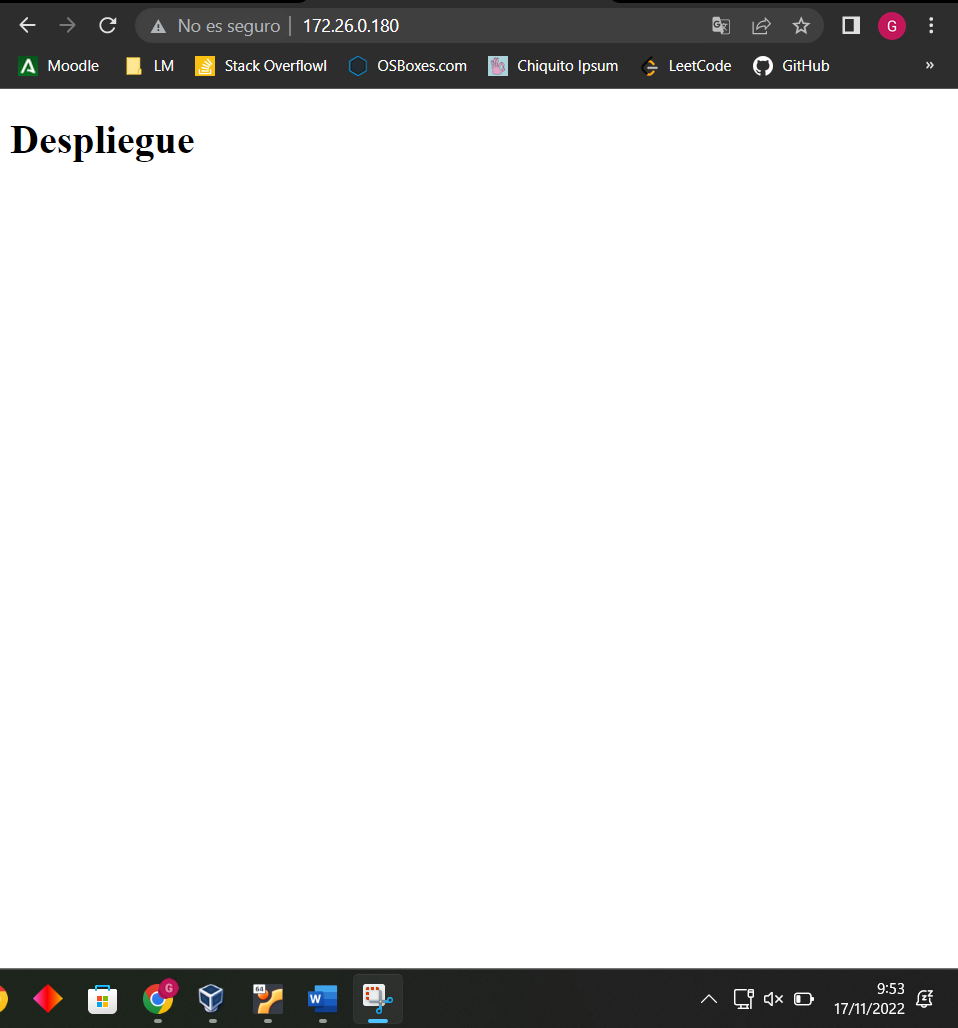 No es seguro | 172.26.0.180
G
Moodle LM Stack Overflowl OSBoxes.com Chiquito Ipsum LeetCode GitHub »
Despliegue
G
64
W
9:53
17/11/2022